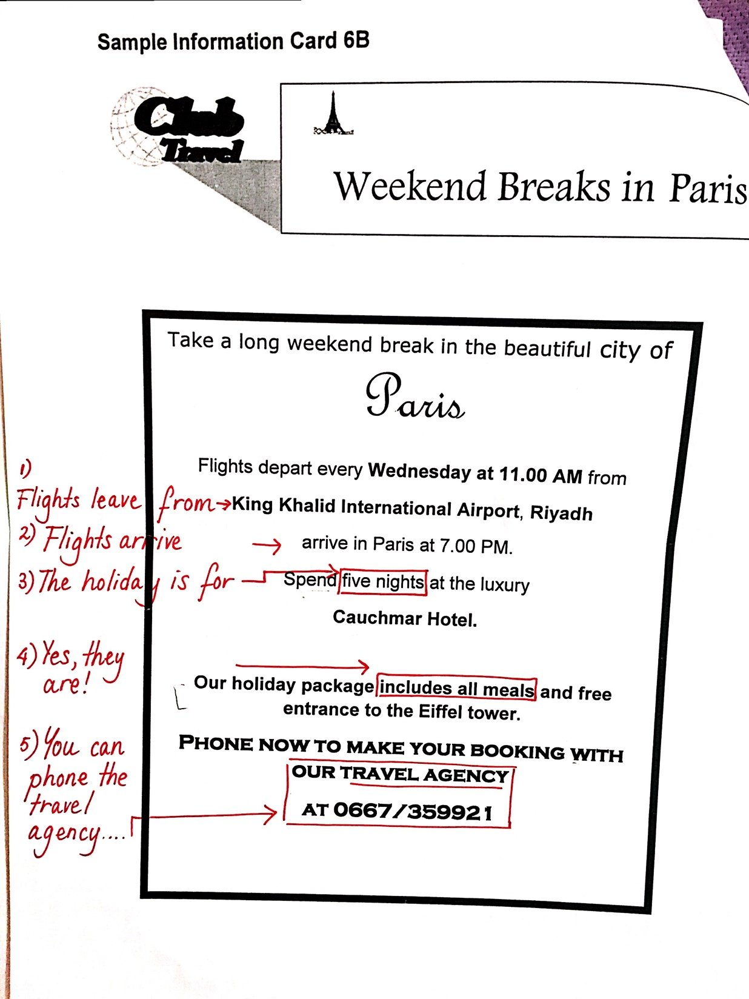 Sample Information Card 6B
Club
Travel
Weekend Breaks in Paris
Take a long weekend break in the beautiful city of
Paris
1)
Flights depart every Wednesday at 11.00 AM from
Flights leave from → King Khalid International Airport, Riyadh
2) Flights arrive → arrive in Paris at 7.00 PM.
3) The holiday is for → Spend five nights at the luxury
Cauchmar Hotel.
4) Yes, they
are!
Our holiday package includes all meals and free
entrance to the Eiffel tower.
5) You can
phone the
travel
agency....
PHONE NOW TO MAKE YOUR BOOKING WITH
OUR TRAVEL AGENCY
AT 0667/359921